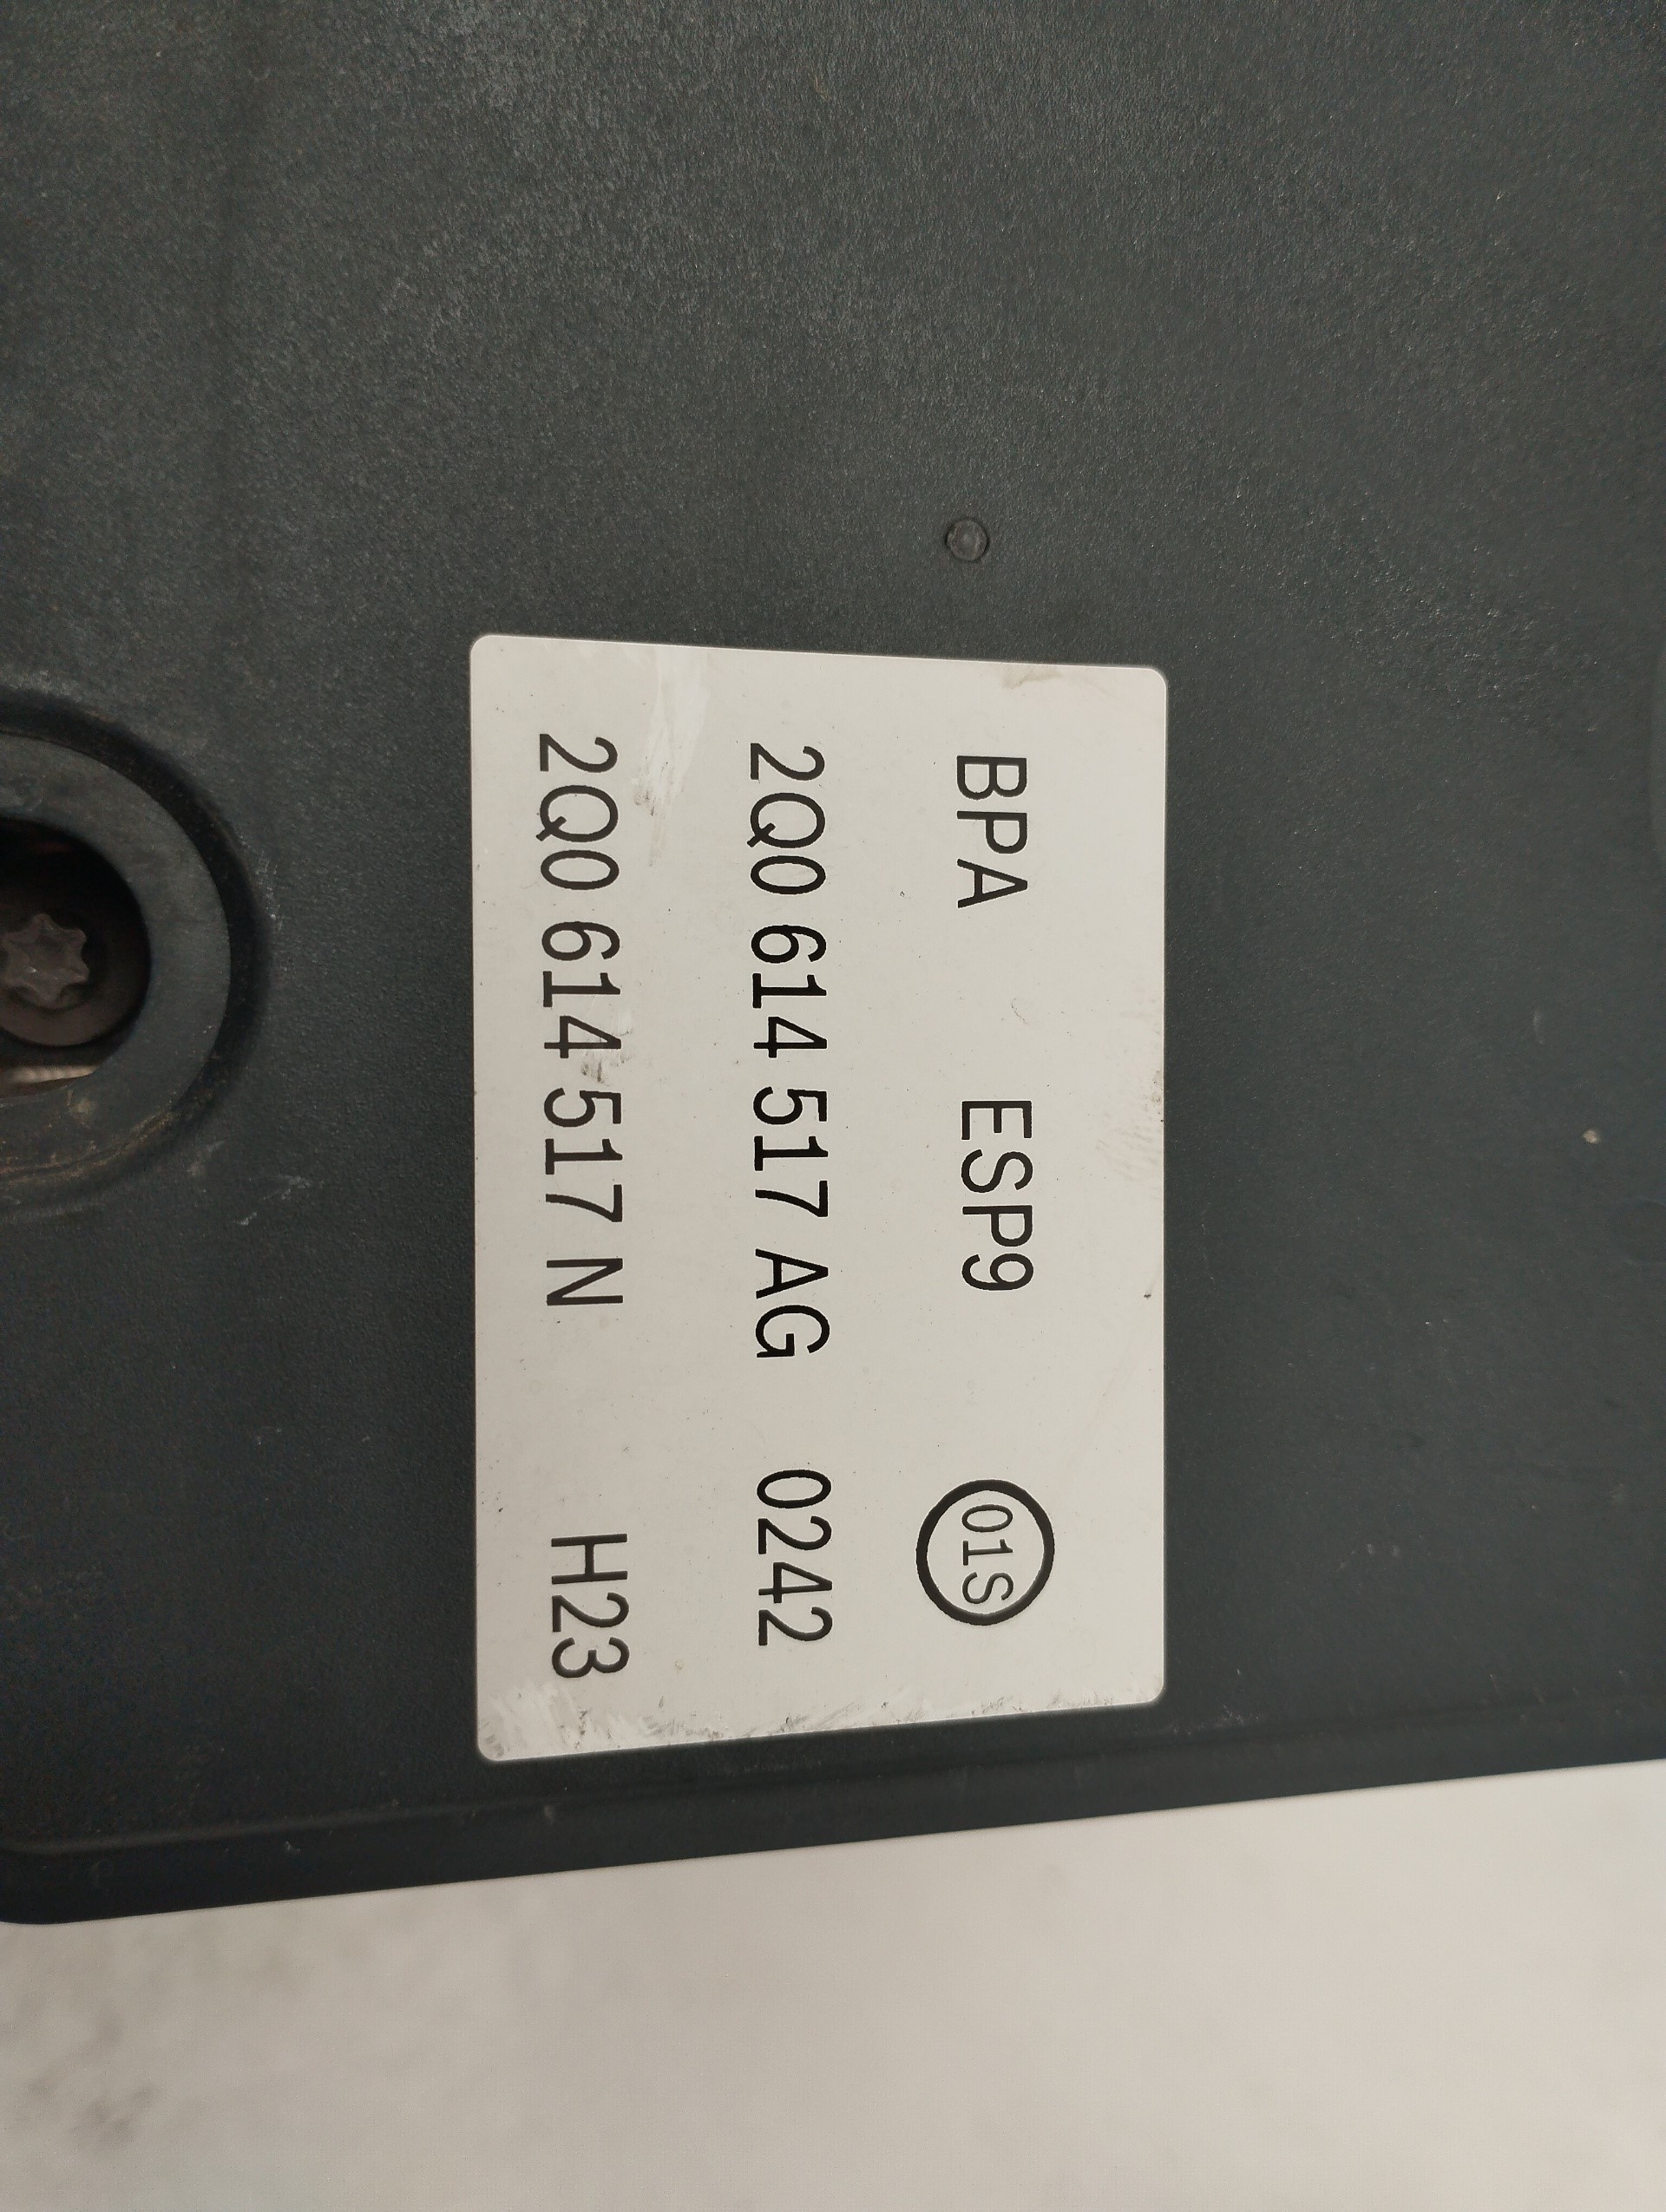 BPA ESP9 01S
2Q0 614 517 AG 0242
2Q0 614 517 N H23